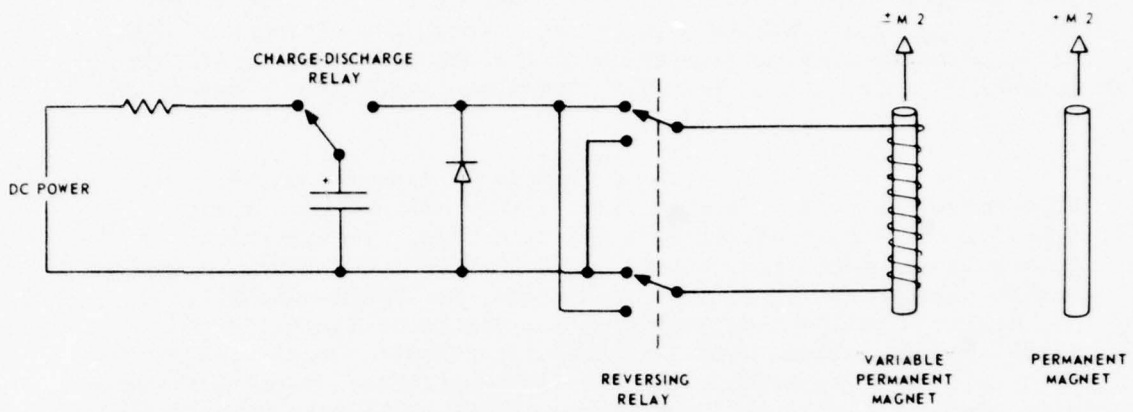 ± M 2
+ M 2
CHARGE-DISCHARGE
RELAY
+
DC POWER
REVERSING
RELAY
VARIABLE
PERMANENT
MAGNET
PERMANENT
MAGNET